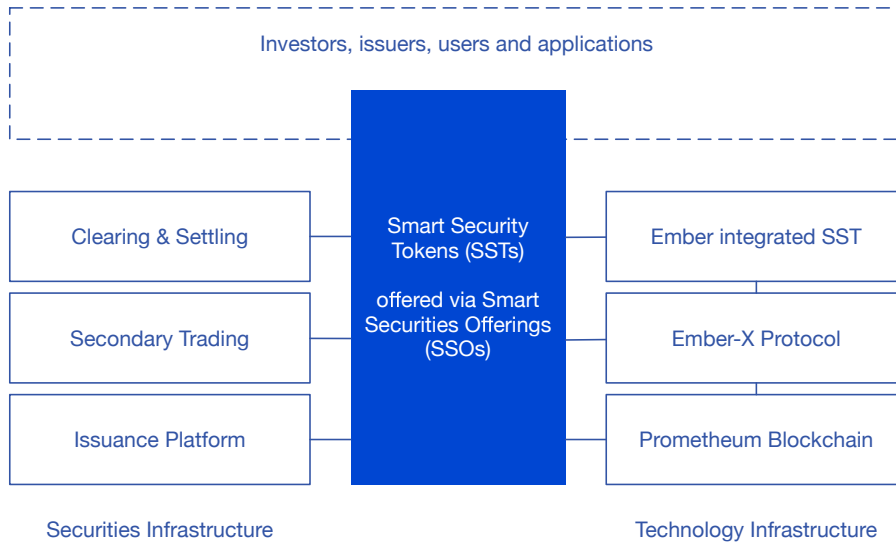 Investors, issuers, users and applications
Clearing & Settling
Smart Security
Tokens (SSTs)
offered via Smart
Securities Offerings
(SSOs)
Ember integrated SST
Secondary Trading
Ember-X Protocol
Issuance Platform
Prometheum Blockchain
Securities Infrastructure
Technology Infrastructure